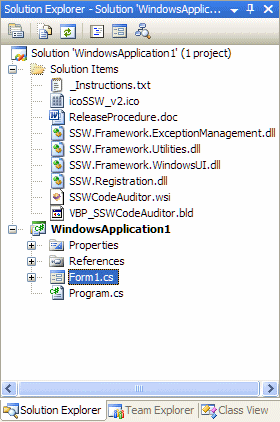 Solution Explorer - Solution 'WindowsApplic...
Solution 'WindowsApplication1' (1 project)
Solution Items
_Instructions.txt
icoSSW_v2.ico
ReleaseProcedure.doc
SSW.Framework.ExceptionManagement.dll
SSW.Framework.Utilities.dll
SSW.Framework.WindowsUI.dll
SSW.Registration.dll
SSWCodeAuditor.wsi
VBP_SSWCodeAuditor.bld
WindowsApplication1
Properties
References
Form1.cs
Program.cs
Solution Explorer Team Explorer Class View